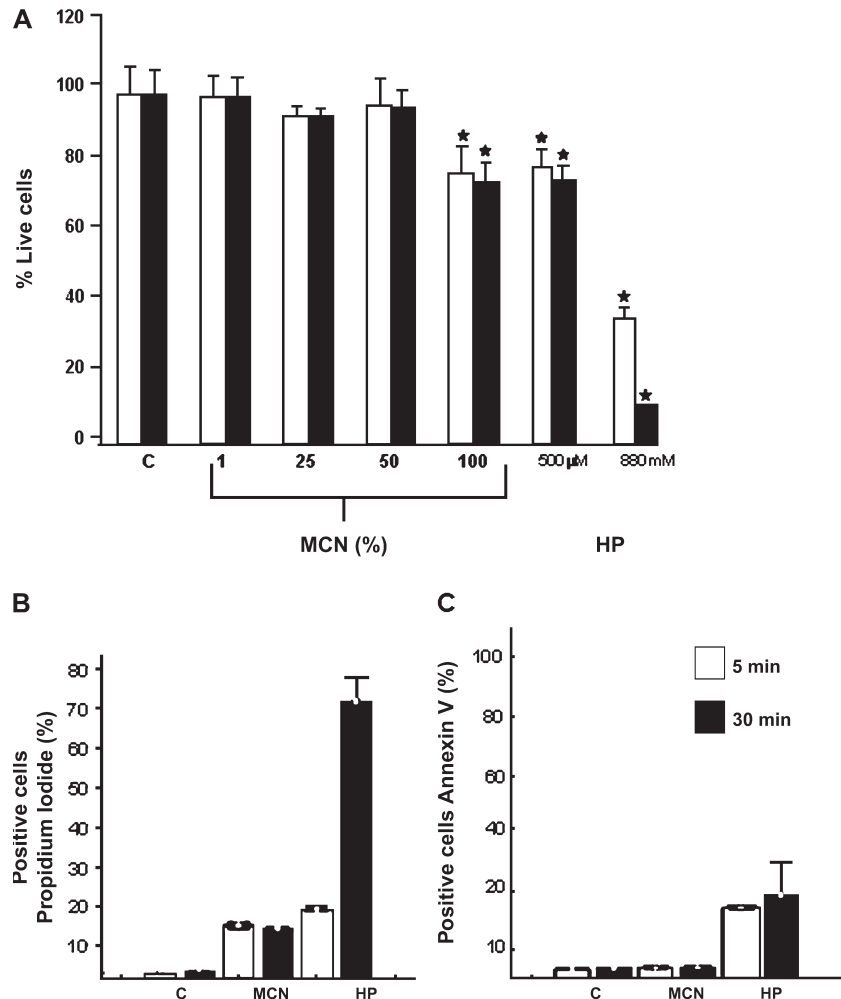 A
120
100
80
60
40
20
0
% Live cells
C 1 25 50 100 500 µM 880 mM
MCN (%) HP
B
80
70
60
50
40
30
20
10
Positive cells
Propidium Iodide (%)
C MCN HP
C
100
80
60
40
20
10
Positive cells Annexin V (%)
5 min
30 min
C MCN HP